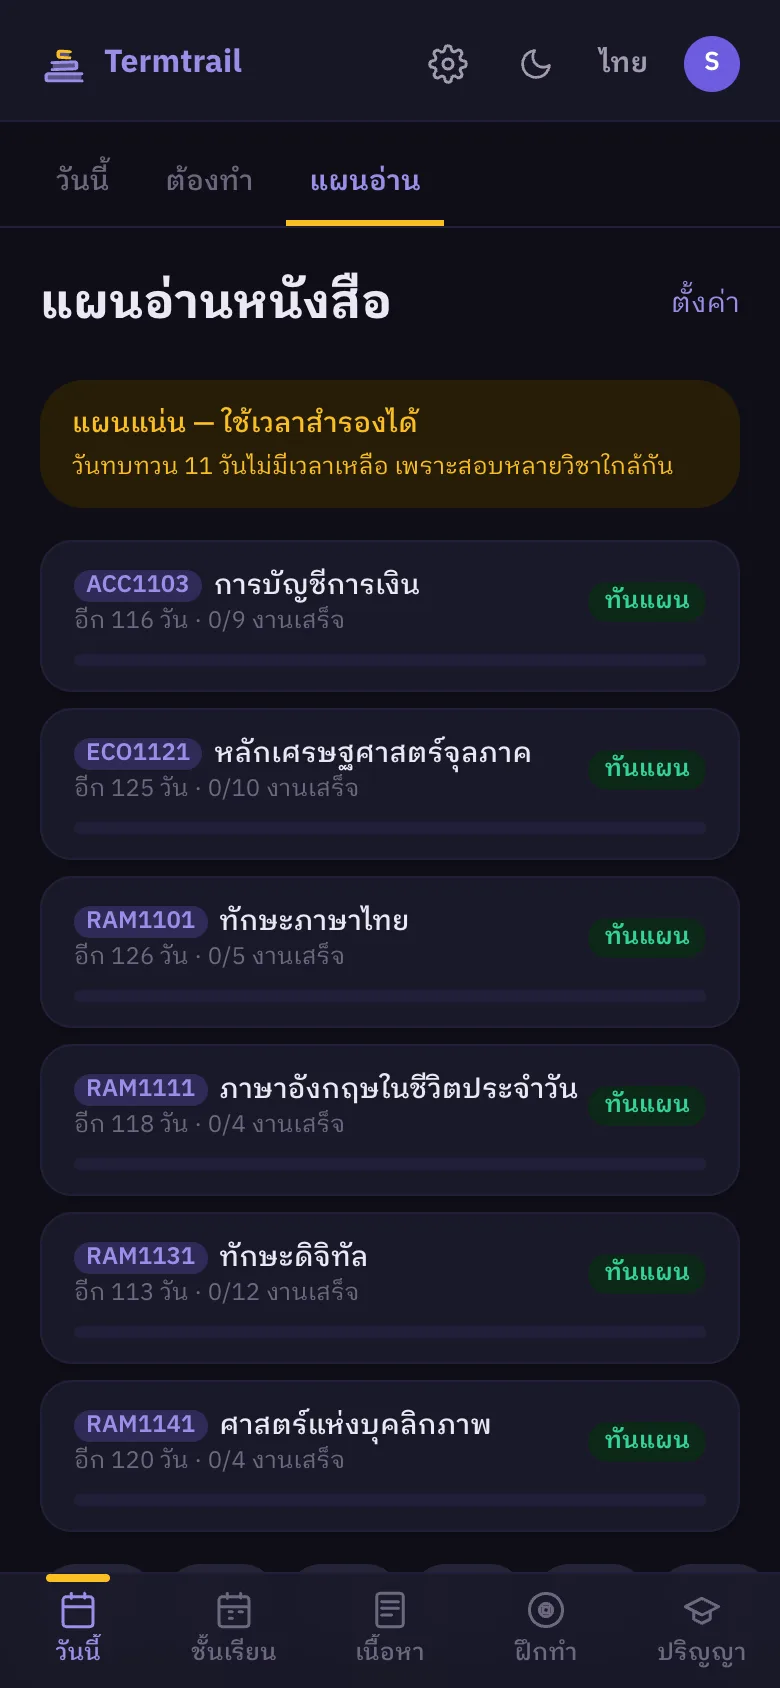 Termtrail
ไทย
S
วันนี้
ต้องทำ
แผนอ่าน
แผนอ่านหนังสือ
ตั้งค่า
แผนแน่น — ใช้เวลาสำรองได้
วันทบทวน 11 วันไม่มีเวลาเหลือ เพราะสอบหลายวิชาใกล้กัน
ACC1103 การบัญชีการเงิน
อีก 116 วัน · 0/9 งานเสร็จ
ทันแผน
ECO1121 หลักเศรษฐศาสตร์จุลภาค
อีก 125 วัน · 0/10 งานเสร็จ
ทันแผน
RAM1101 ทักษะภาษาไทย
อีก 126 วัน · 0/5 งานเสร็จ
ทันแผน
RAM1111 ภาษาอังกฤษในชีวิตประจำวัน
อีก 118 วัน · 0/4 งานเสร็จ
ทันแผน
RAM1131 ทักษะดิจิทัล
อีก 113 วัน · 0/12 งานเสร็จ
ทันแผน
RAM1141 ศาสตร์แห่งบุคลิกภาพ
อีก 120 วัน · 0/4 งานเสร็จ
ทันแผน
วันนี้
ชั้นเรียน
เนื้อหา
ฝึกทำ
ปริญญา